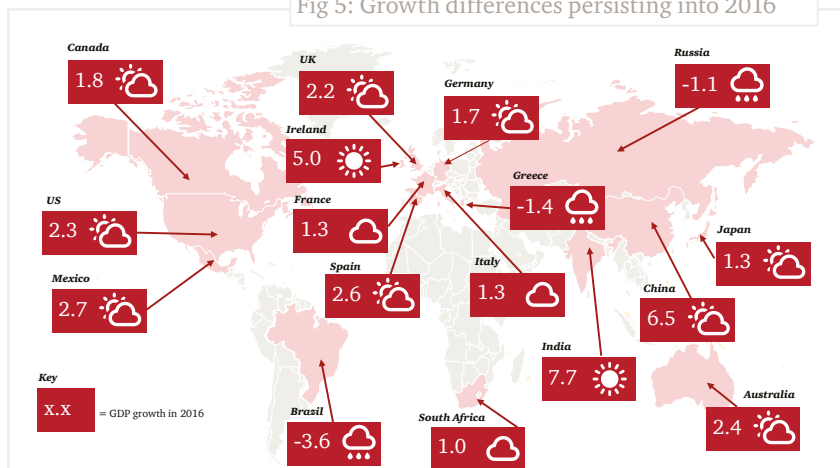 Fig 5: Growth differences persisting into 2016
Canada
1.8
UK
2.2
Germany
1.7
Russia
-1.1
Ireland
5.0
Greece
-1.4
US
2.3
France
1.3
Japan
1.3
Spain
2.6
Italy
1.3
Mexico
2.7
China
6.5
India
7.7
Key
x.x
= GDP growth in 2016
Brazil
-3.6
South Africa
1.0
Australia
2.4